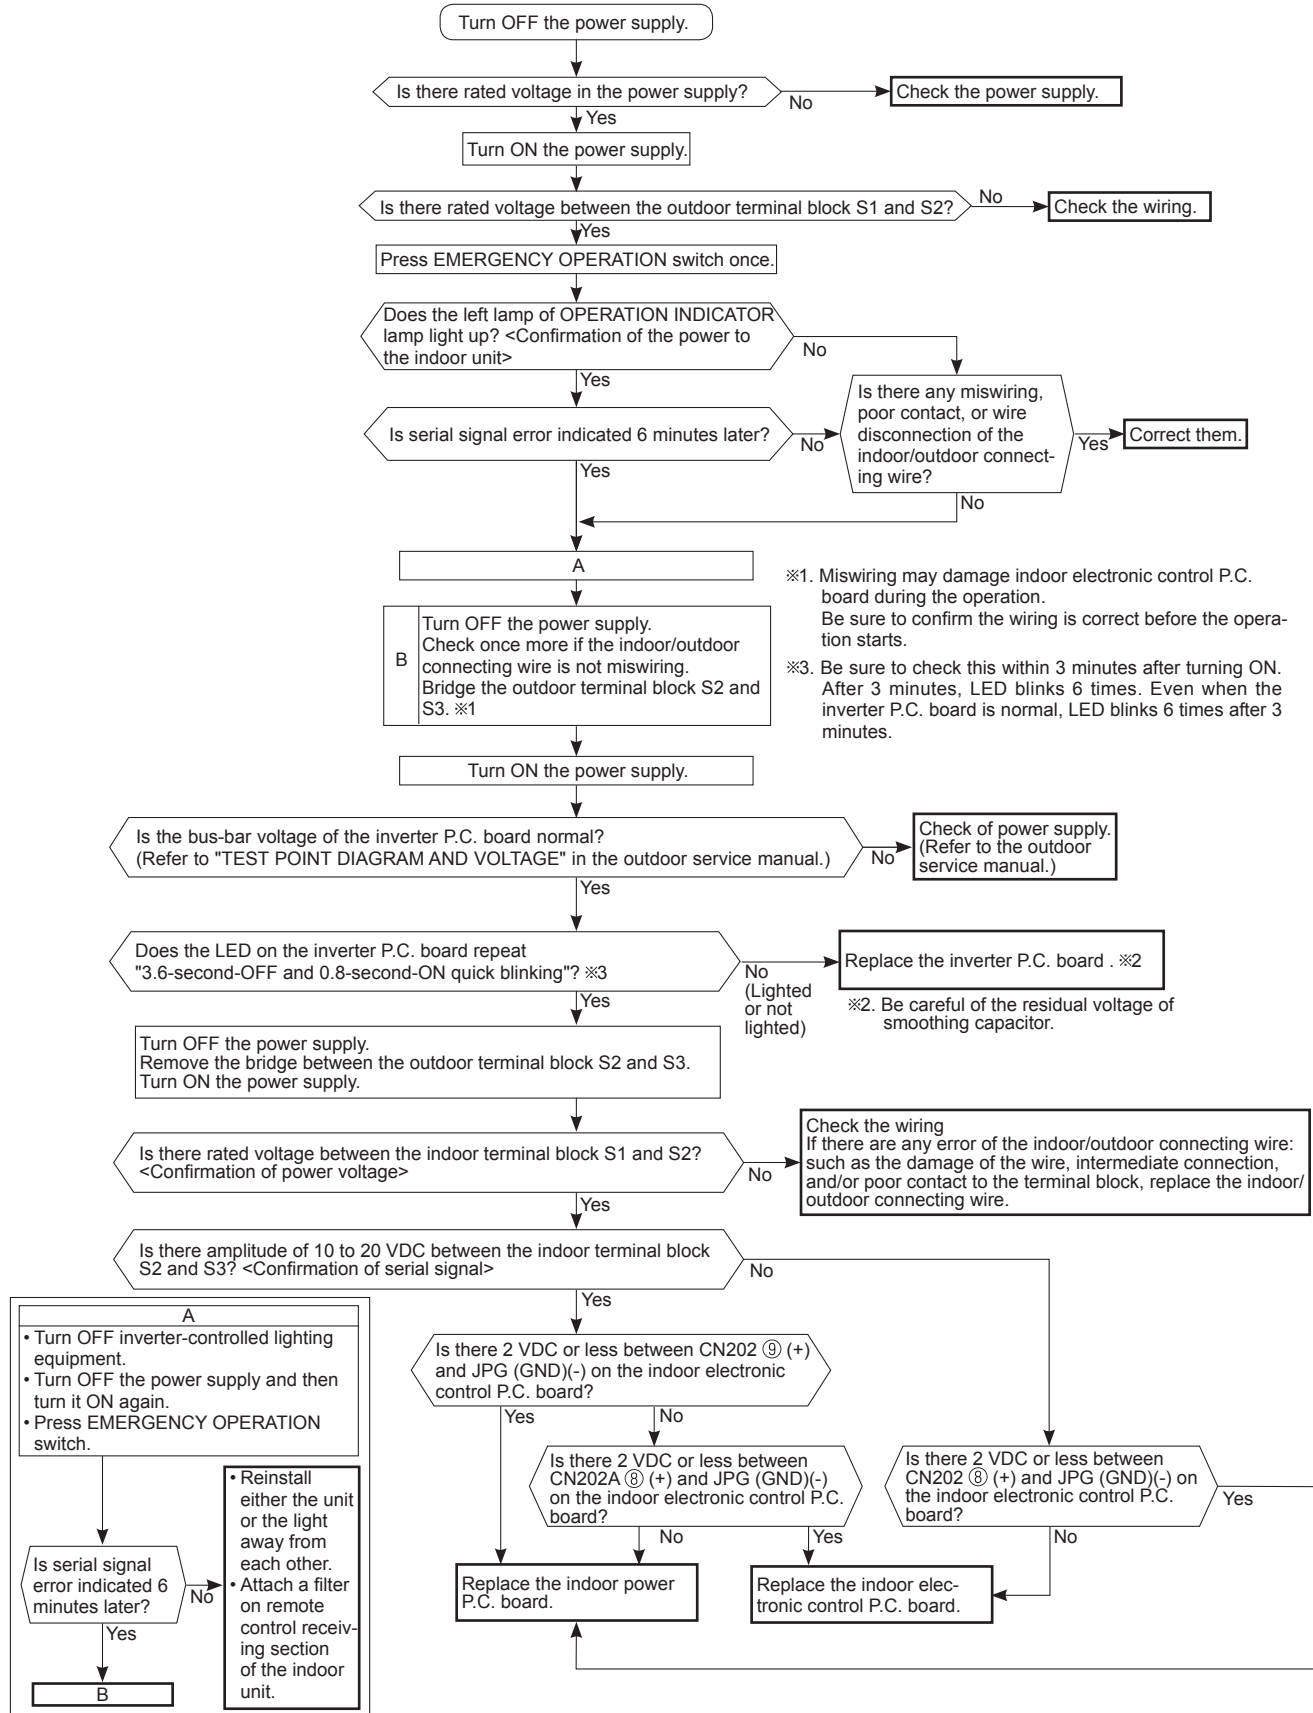 Turn OFF the power supply.
Is there rated voltage in the power supply?
No
Check the power supply.
Yes
Turn ON the power supply.
Is there rated voltage between the outdoor terminal block S1 and S2?
No
Check the wiring.
Yes
Press EMERGENCY OPERATION switch once.
Does the left lamp of OPERATION INDICATOR
lamp light up? <Confirmation of the power to
the indoor unit>
No
Yes
Is there any miswiring,
poor contact, or wire
disconnection of the
indoor/outdoor connect-
ing wire?
Yes
Correct them.
Is serial signal error indicated 6 minutes later?
No
Yes
No
A
※1. Miswiring may damage indoor electronic control P.C.
board during the operation.
Be sure to confirm the wiring is correct before the opera-
tion starts.
※3. Be sure to check this within 3 minutes after turning ON.
After 3 minutes, LED blinks 6 times. Even when the
inverter P.C. board is normal, LED blinks 6 times after 3
minutes.
B
Turn OFF the power supply.
Check once more if the indoor/outdoor
connecting wire is not miswiring.
Bridge the outdoor terminal block S2 and
S3. ※1
Turn ON the power supply.
Is the bus-bar voltage of the inverter P.C. board normal?
(Refer to "TEST POINT DIAGRAM AND VOLTAGE" in the outdoor service manual.)
No
Check of power supply.
(Refer to the outdoor
service manual.)
Yes
Does the LED on the inverter P.C. board repeat
"3.6-second-OFF and 0.8-second-ON quick blinking"? ※3
No
(Lighted
or not
lighted)
Replace the inverter P.C. board . ※2
※2. Be careful of the residual voltage of
smoothing capacitor.
Yes
Turn OFF the power supply.
Remove the bridge between the outdoor terminal block S2 and S3.
Turn ON the power supply.
Is there rated voltage between the indoor terminal block S1 and S2?
<Confirmation of power voltage>
No
Check the wiring
If there are any error of the indoor/outdoor connecting wire:
such as the damage of the wire, intermediate connection,
and/or poor contact to the terminal block, replace the indoor/
outdoor connecting wire.
Yes
Is there amplitude of 10 to 20 VDC between the indoor terminal block
S2 and S3? <Confirmation of serial signal>
No
Yes
Is there 2 VDC or less between CN202 ⑨ (+)
and JPG (GND)(-) on the indoor electronic
control P.C. board?
Yes
No
Is there 2 VDC or less between
CN202A ⑧ (+) and JPG (GND)(-)
on the indoor electronic control P.C.
board?
No
Yes
Is there 2 VDC or less between
CN202 ⑧ (+) and JPG (GND)(-) on
the indoor electronic control P.C.
board?
Yes
No
Replace the indoor power
P.C. board.
Replace the indoor elec-
tronic control P.C. board.
A
• Turn OFF inverter-controlled lighting
equipment.
• Turn OFF the power supply and then
turn it ON again.
• Press EMERGENCY OPERATION
switch.
Is serial signal
error indicated 6
minutes later?
No
Yes
B
• Reinstall
either the unit
or the light
away from
each other.
• Attach a filter
on remote
control receiv-
ing section
of the indoor
unit.